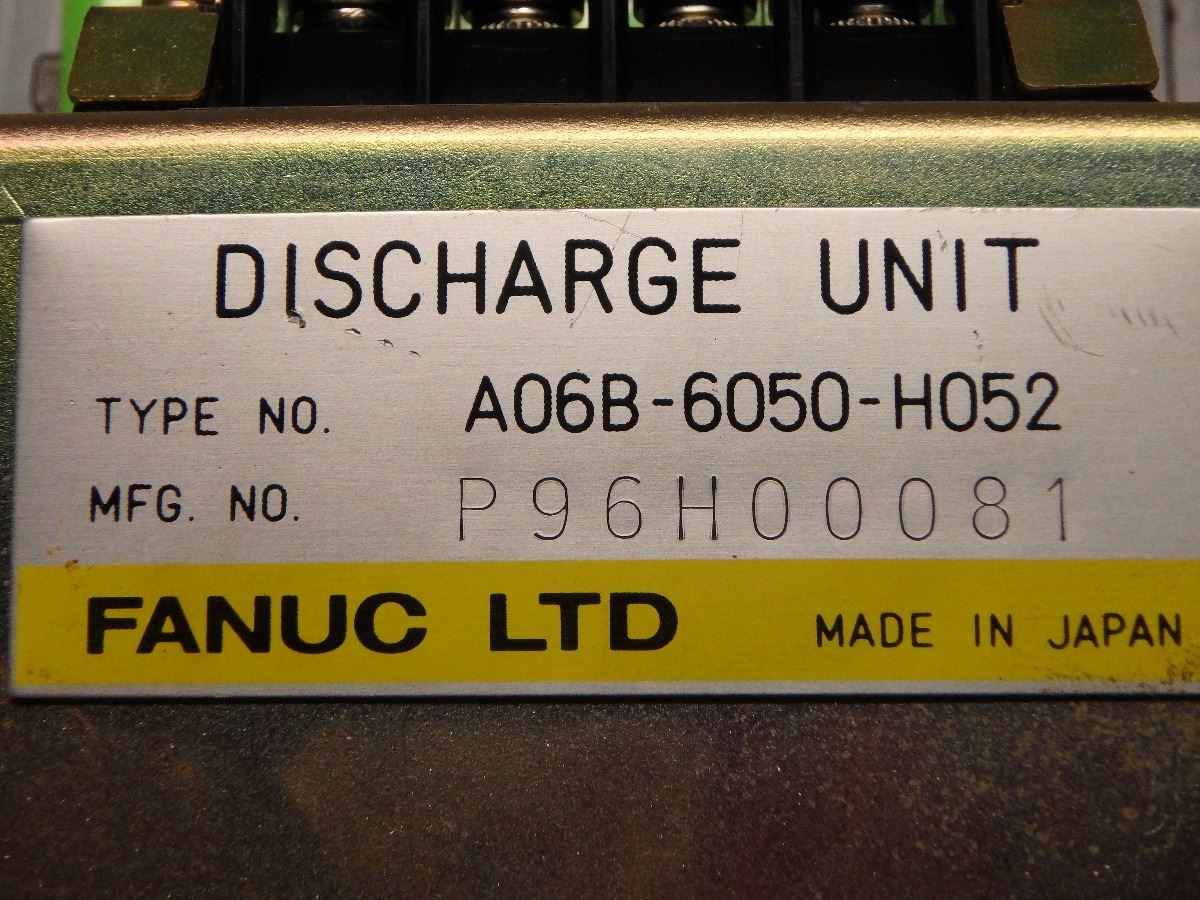 DISCHARGE UNIT
TYPE NO. A06B-6050-H052
MFG. NO. P96H00081
FANUC LTD MADE IN JAPAN